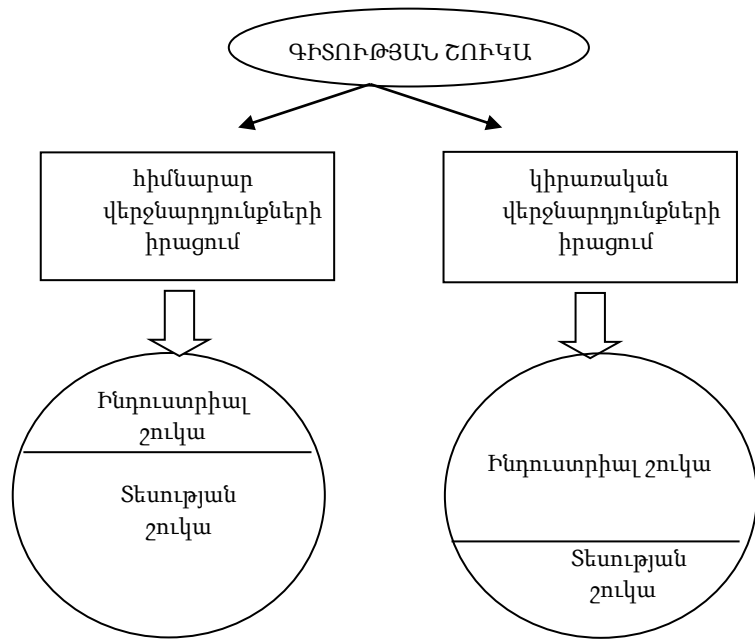 ԳԻՏՈՒԹՅԱՆ ՇՈՒԿԱ
հիմնարար
վերջնարդյունքների
իրացում
կիրառական
վերջնարդյունքների
իրացում
Ինդուստրիալ
շուկա
Տեսության
շուկա
Ինդուստրիալ շուկա
Տեսության
շուկա